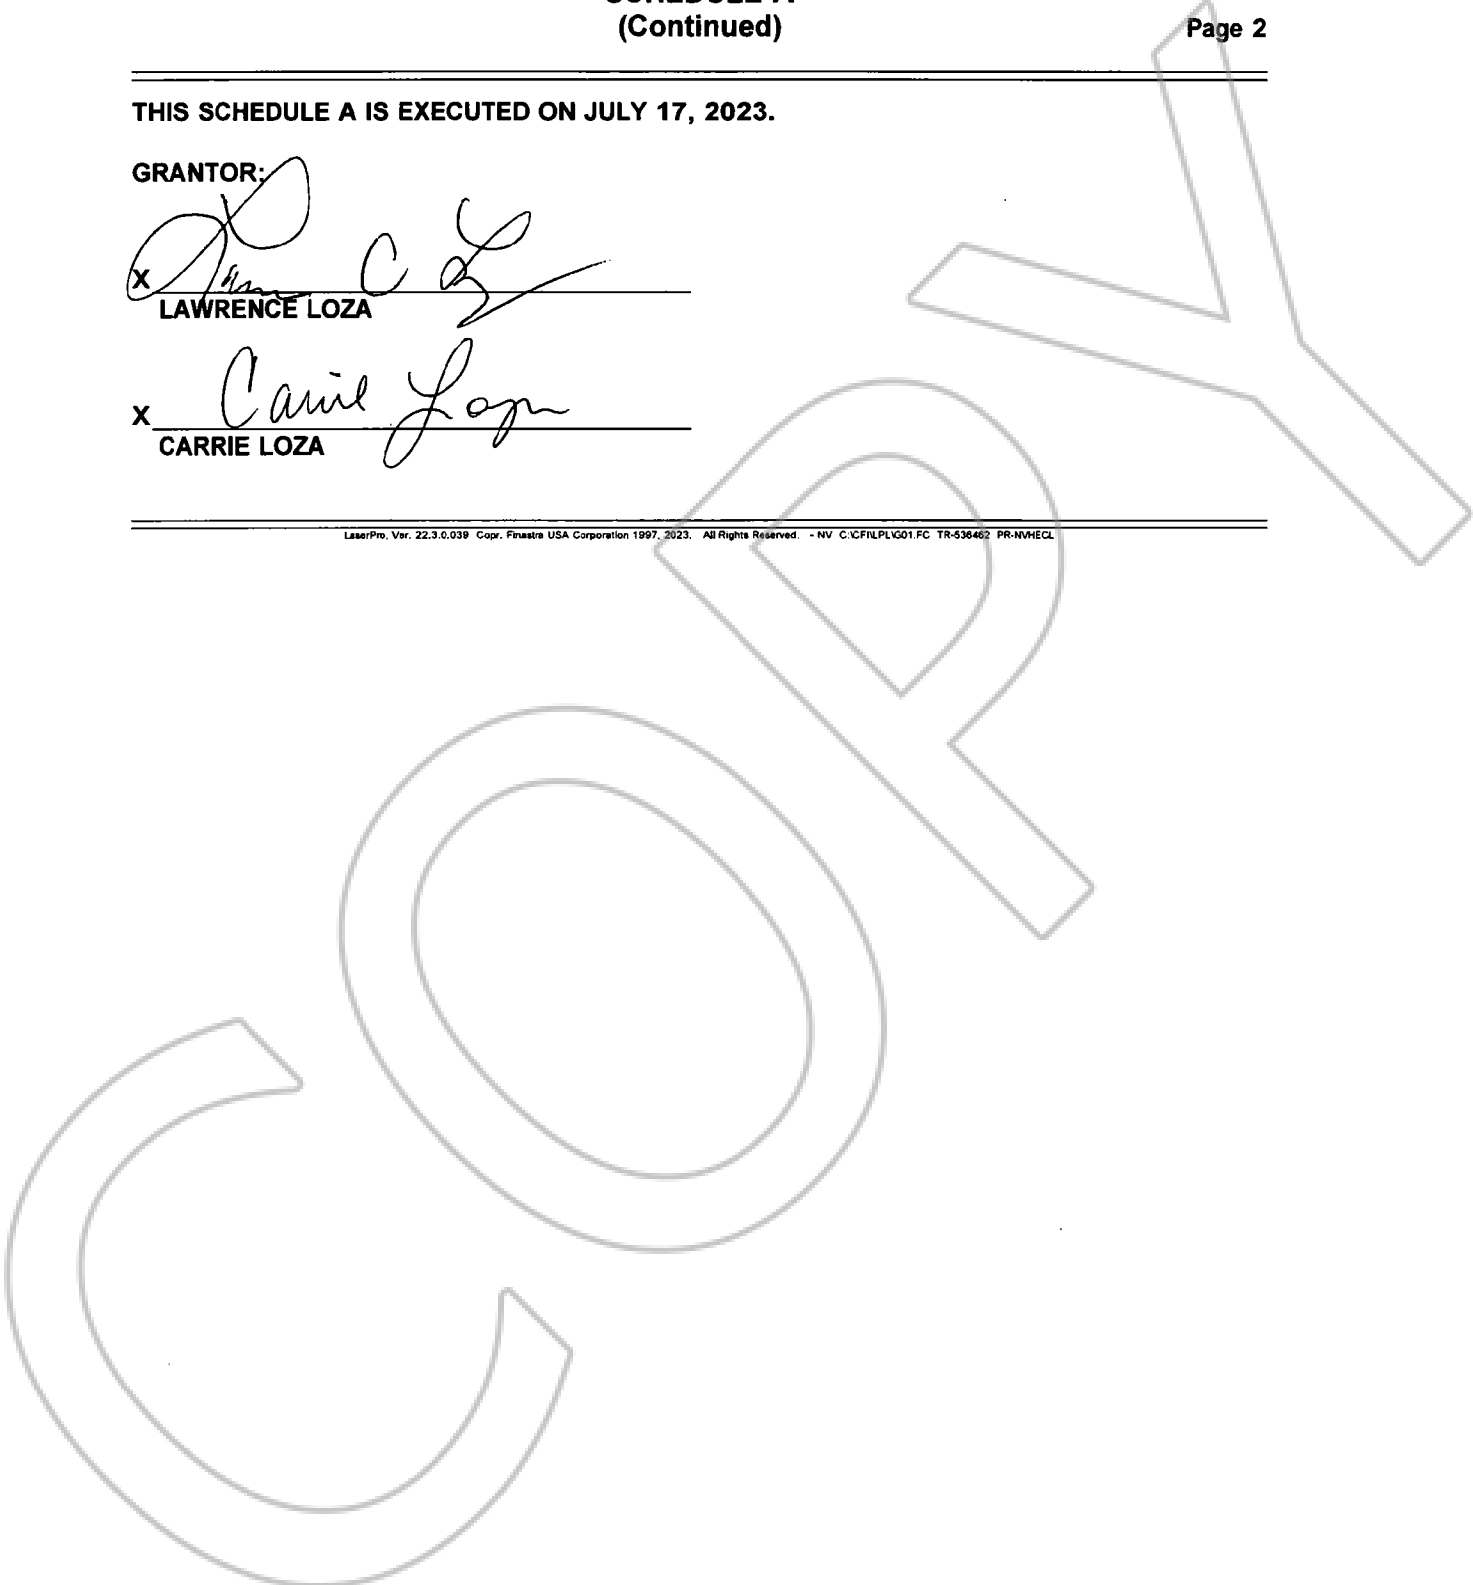 SCHEDULE A
(Continued)
Page 2
THIS SCHEDULE A IS EXECUTED ON JULY 17, 2023.
GRANTOR:
X
LAWRENCE LOZA
X Carrie Loza
CARRIE LOZA
LaserPro, Ver. 22.3.0.039 Copr. Finastra USA Corporation 1997, 2023. All Rights Reserved. - NV C:\CFI\LPL\G01.FC TR-536462 PR-NVHECL
COPY